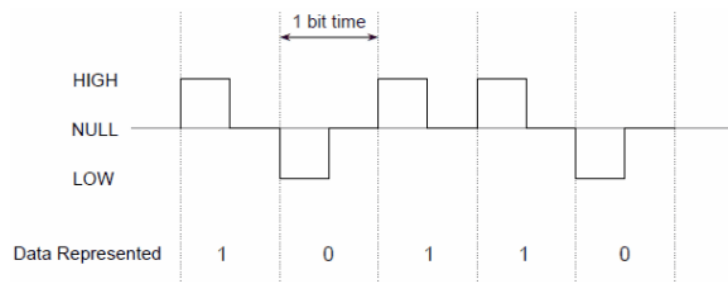 1 bit time
HIGH
NULL
LOW
Data Represented 1 0 1 1 0